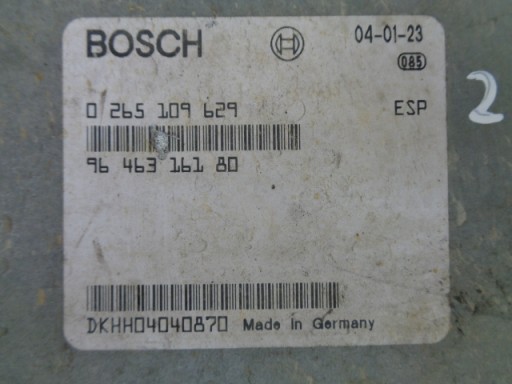 BOSCH 04-01-23
085
0 265 109 629 ESP
2
96 463 161 80
DKHH04040870 Made in Germany